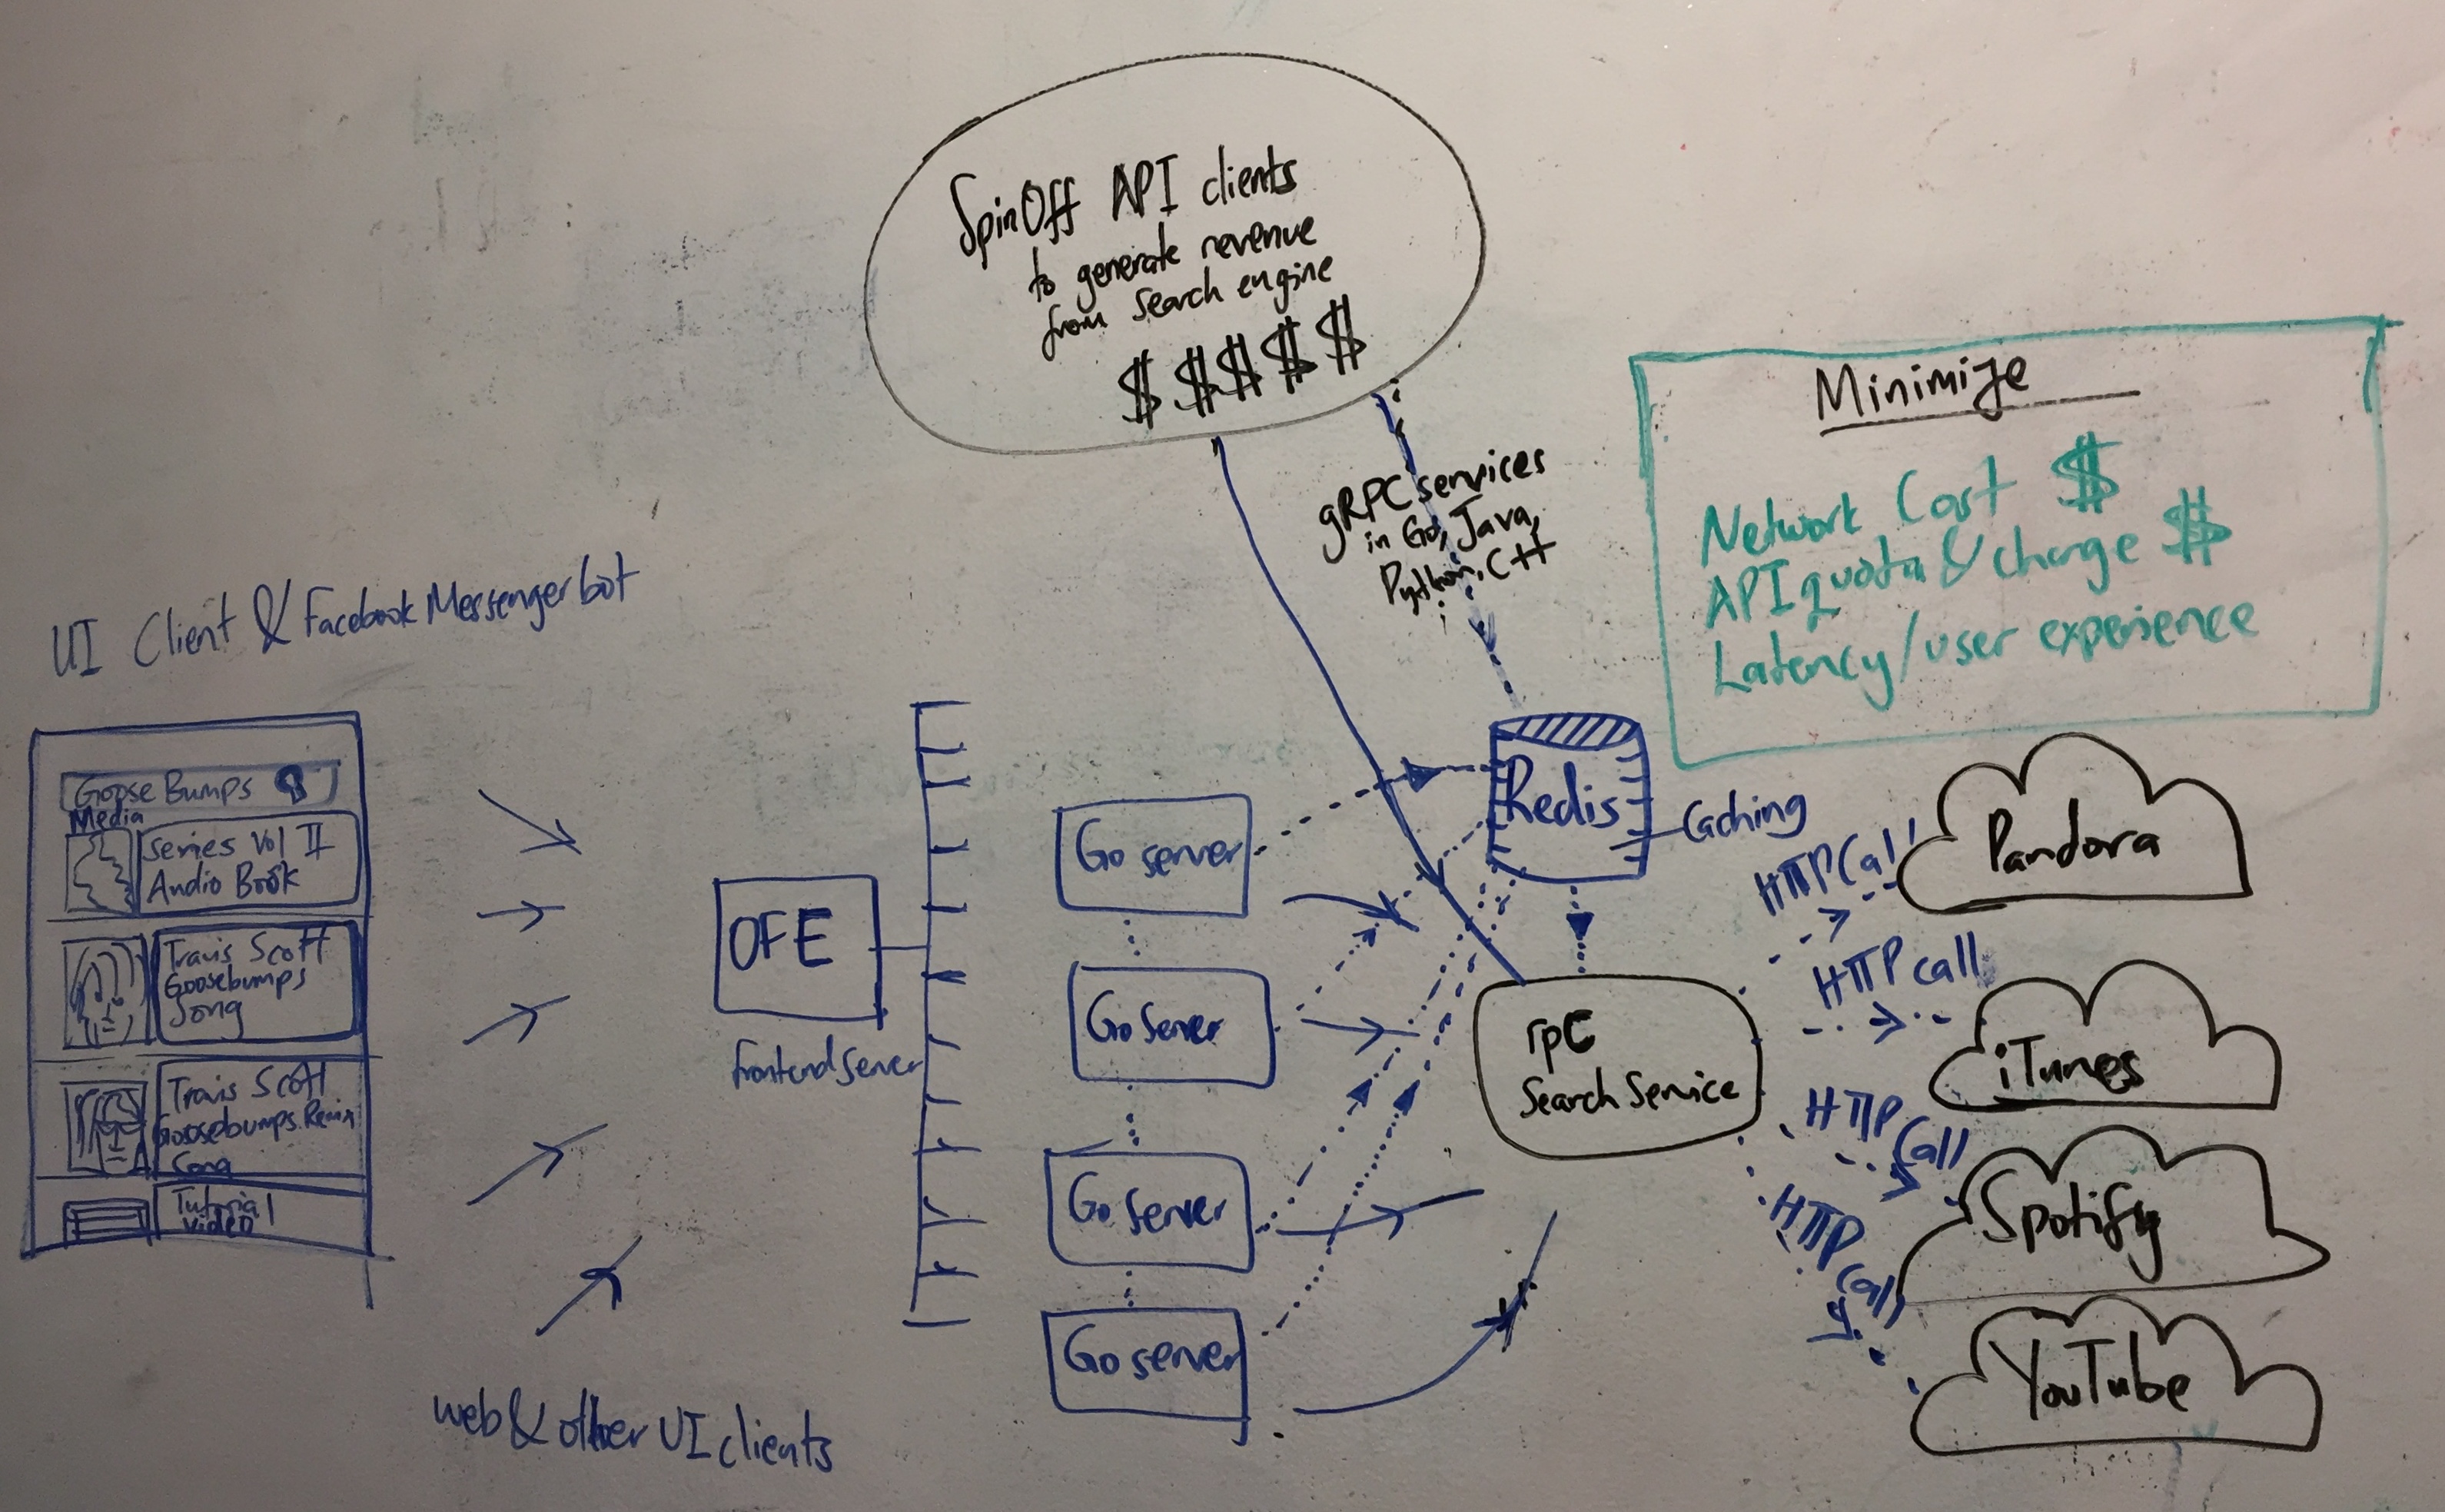 SpinOff API clients
to generate revenue
from search engine
$ $ $ $ $
gRPC services
in Go, Java,
Python, C++
Minimize
Network Cost $
API quota & charge $
Latency/user experience
UI Client & Facebook Messenger bot
Goose Bumps
Media
Series Vol II
Audio Book
Travis Scott
Goosebumps
Song
Travis Scott
Goosebumps Remix
Song
Tutorial
Video
web & other UI clients
OFE
frontend server
Go server
Go Server
Go Server
Go server
Redis
Caching
rpc
Search Service
HTTP Call
HTTP call
HTTP Call
HTTP Call
Pandora
iTunes
Spotify
YouTube